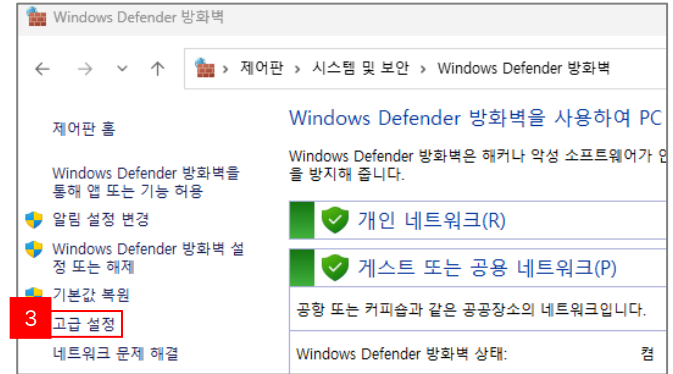 Windows Defender 방화벽
제어판 > 시스템 및 보안 > Windows Defender 방화벽
제어판 홈
Windows Defender 방화벽을
통해 앱 또는 기능 허용
알림 설정 변경
Windows Defender 방화벽 설
정 또는 해제
기본값 복원
3
고급 설정
네트워크 문제 해결
Windows Defender 방화벽을 사용하여 PC
Windows Defender 방화벽은 해커나 악성 소프트웨어가
을 방지해 줍니다.
개인 네트워크(R)
게스트 또는 공용 네트워크(P)
공항 또는 커피숍과 같은 공공장소의 네트워크입니다.
Windows Defender 방화벽 상태: 켬